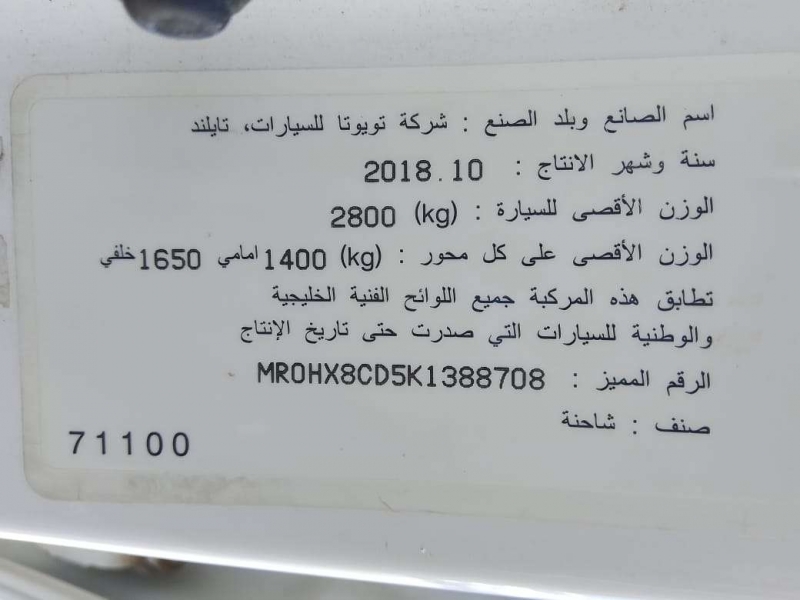 اسم الصانع وبلد الصنع : شركة تويوتا للسيارات، تايلند
سنة وشهر الانتاج : 2018.10
الوزن الأقصى للسيارة : (kg) 2800
الوزن الأقصى على كل محور : (kg) 1400 امامي 1650 خلفي
تطابق هذه المركبة جميع اللوائح الفنية الخليجية
والوطنية للسيارات التي صدرت حتى تاريخ الإنتاج
الرقم المميز : MR0HX8CD5K1388708
صنف : شاحنة
71100